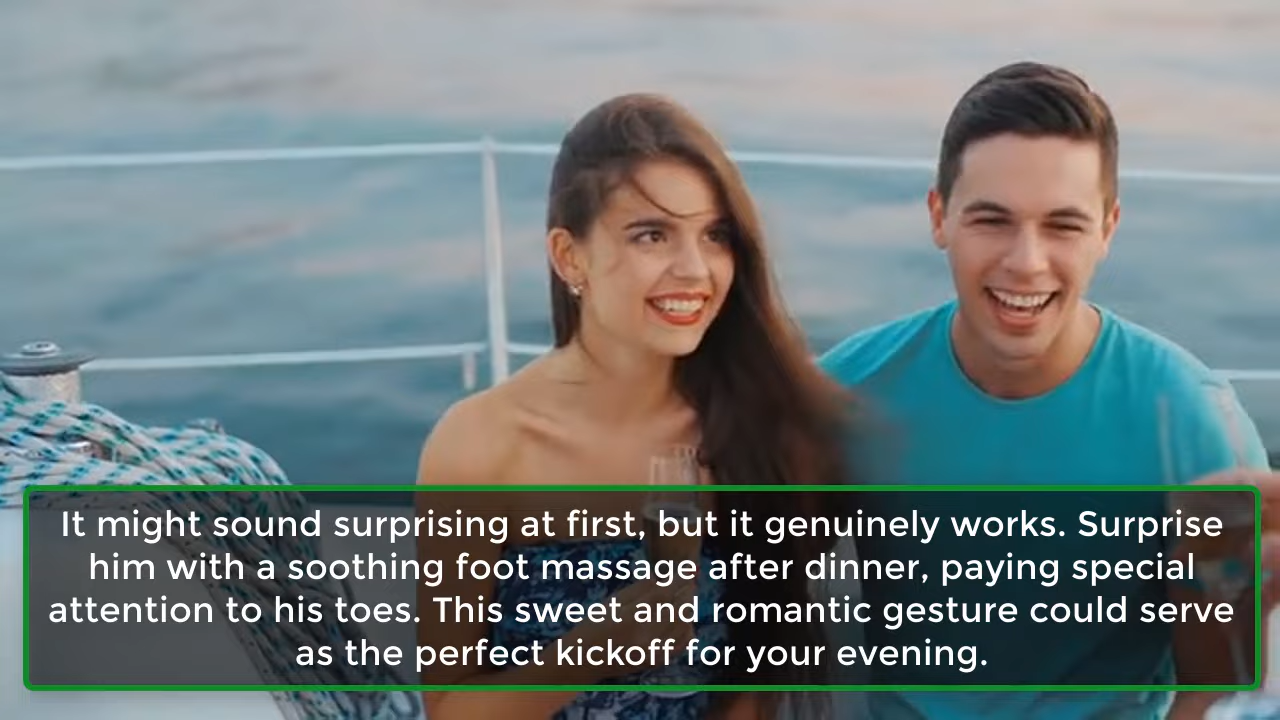 It might sound surprising at first, but it genuinely works. Surprise
him with a soothing foot massage after dinner, paying special
attention to his toes. This sweet and romantic gesture could serve
as the perfect kickoff for your evening.